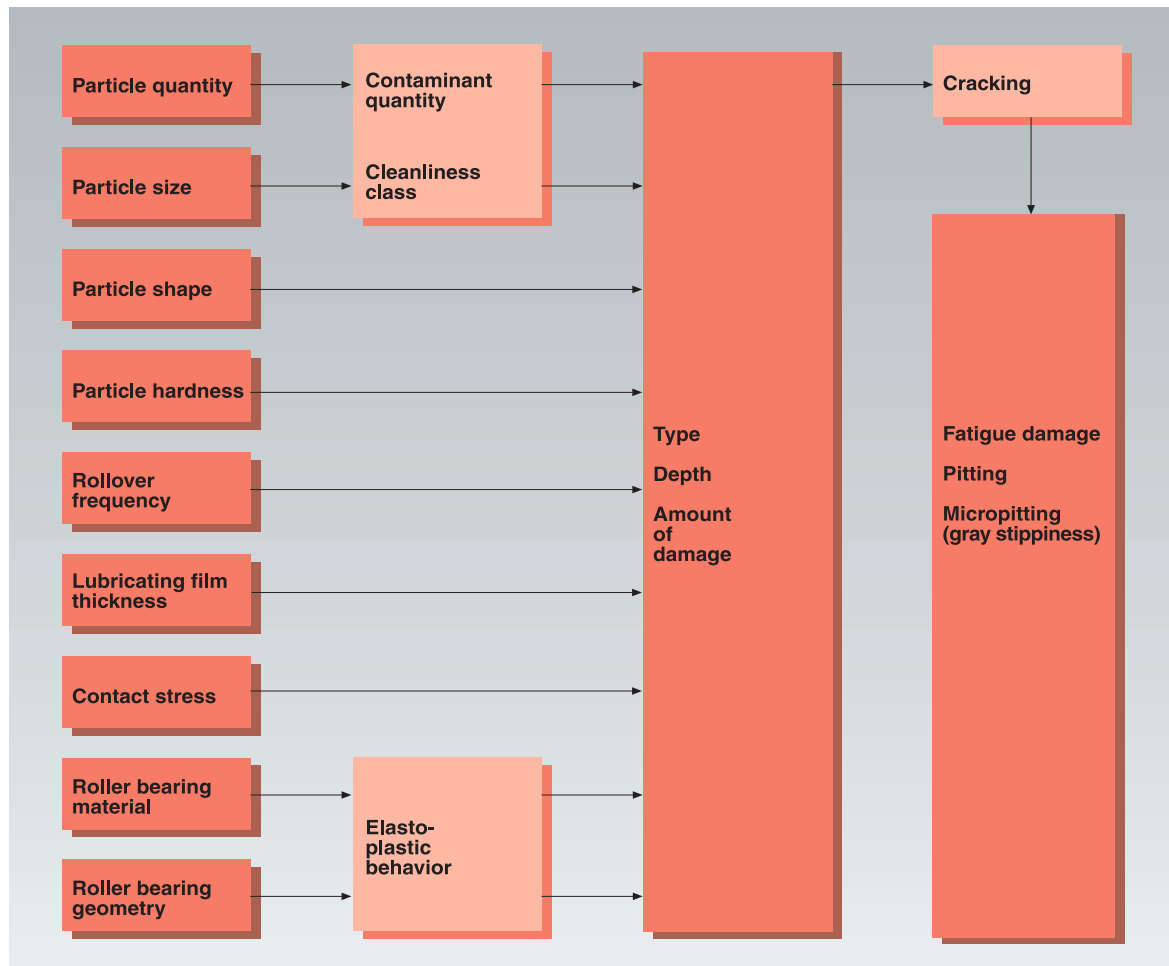 Particle quantity
Contaminant
quantity
Cracking
Particle size
Cleanliness
class
Particle shape
Particle hardness
Rollover
frequency
Lubricating film
thickness
Contact stress
Roller bearing
material
Roller bearing
geometry
Elasto-
plastic
behavior
Type
Depth
Amount
of
damage
Fatigue damage
Pitting
Micropitting
(gray stippiness)